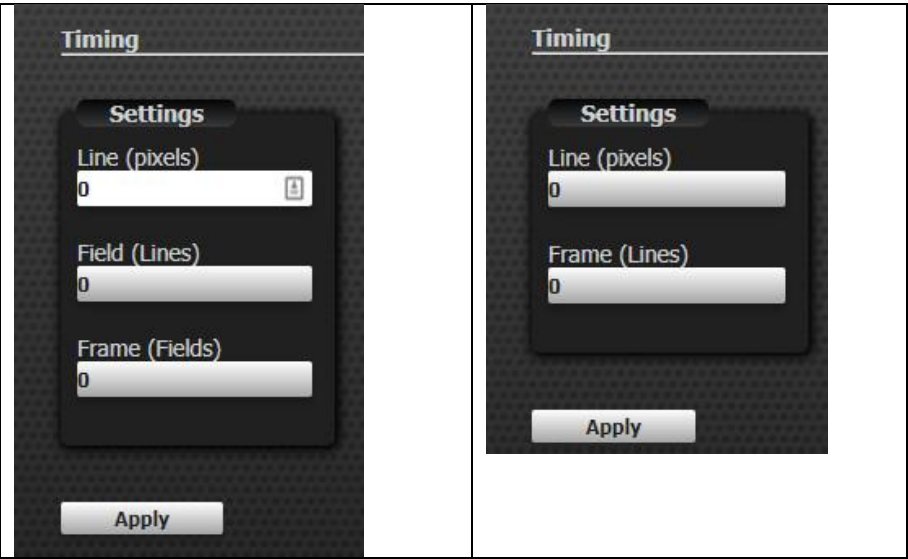 Timing
Settings
Line (pixels)
0
Field (Lines)
0
Frame (Fields)
0
Apply
Timing
Settings
Line (pixels)
0
Frame (Lines)
0
Apply